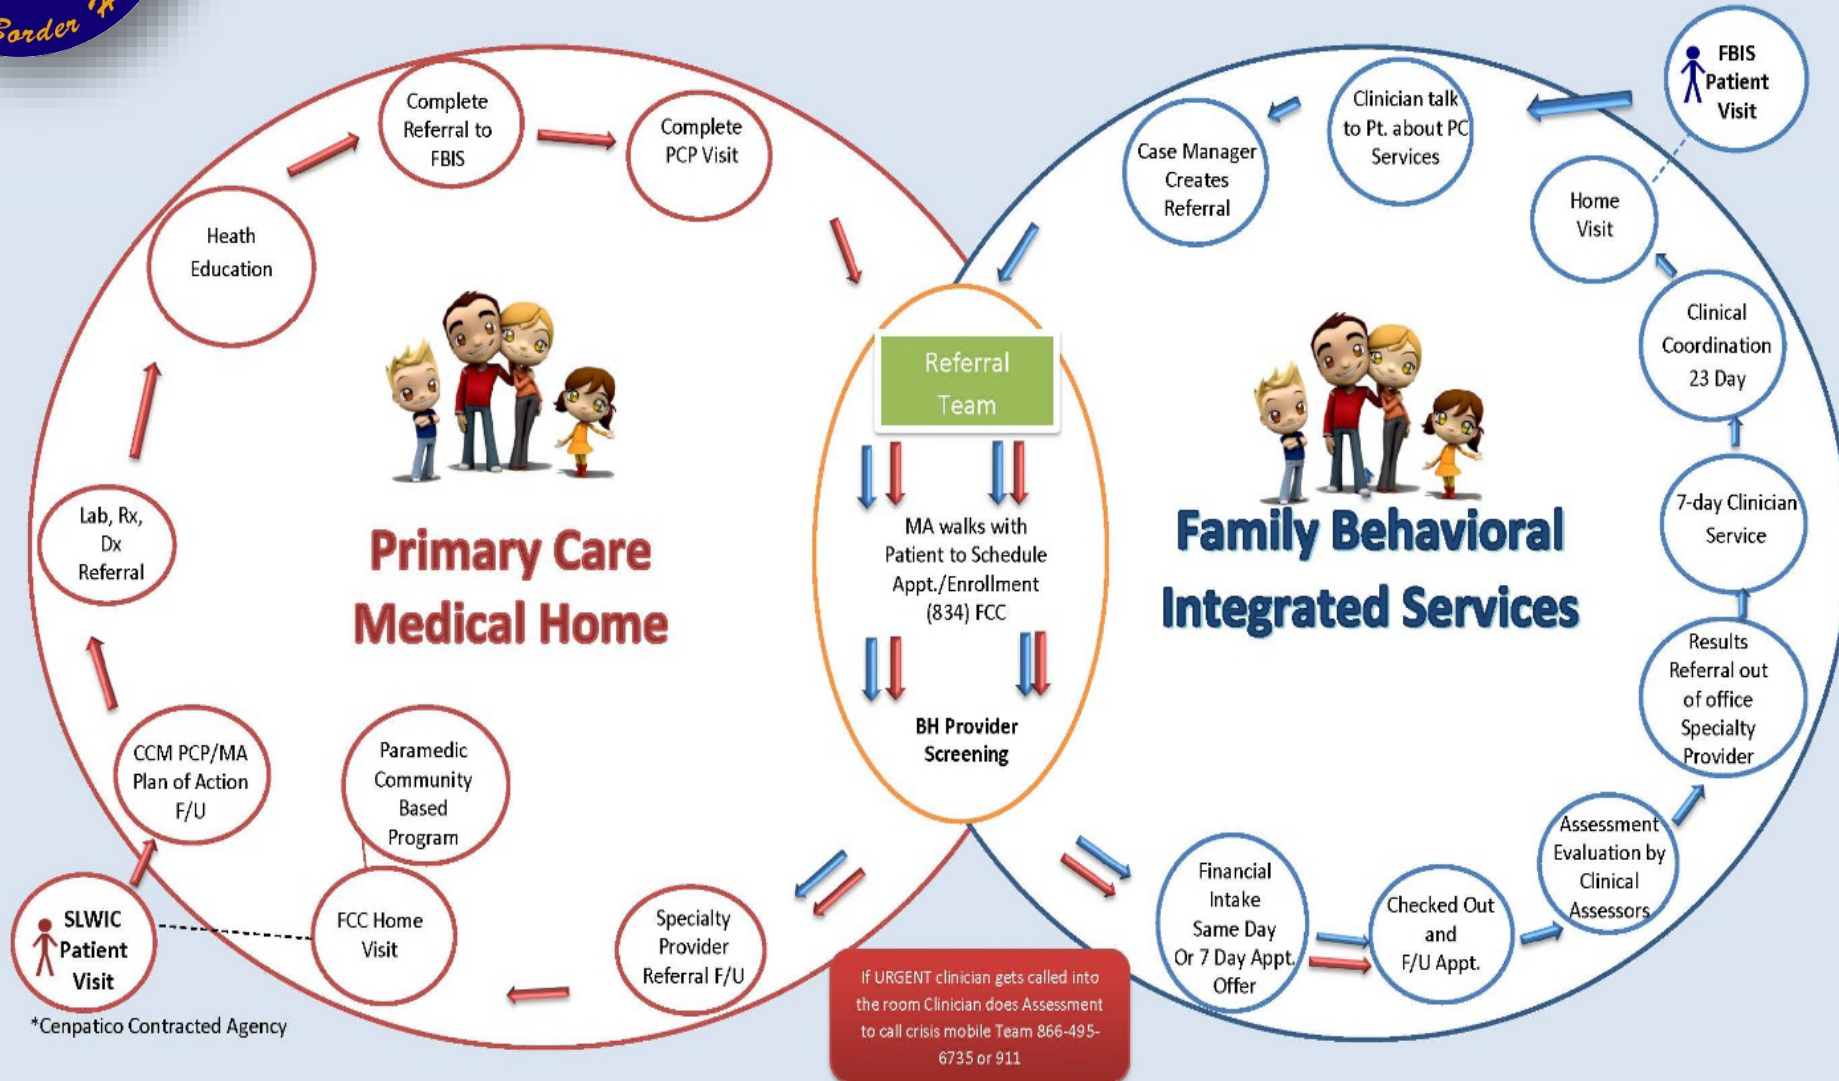 Border
Complete
Referral to
FBIS
Complete
PCP Visit
Heath
Education
Lab, Rx,
Dx
Referral
CCM PCP/MA
Plan of Action
F/U
SLWIC
Patient
Visit
*Cenpatico Contracted Agency
Paramedic
Community
Based
Program
FCC Home
Visit
Specialty
Provider
Referral F/U
Primary Care
Medical Home
Referral
Team
MA walks with
Patient to Schedule
Appt./Enrollment
(834) FCC
BH Provider
Screening
If URGENT clinician gets called into
the room Clinician does Assessment
to call crisis mobile Team 866-495-
6735 or 911
FBIS
Patient
Visit
Clinician talk
to Pt. about PC
Services
Case Manager
Creates
Referral
Home
Visit
Clinical
Coordination
23 Day
7-day Clinician
Service
Results
Referral out
of office
Specialty
Provider
Assessment
Evaluation by
Clinical
Assessors
Checked Out
and
F/U Appt.
Financial
Intake
Same Day
Or 7 Day Appt.
Offer
Family Behavioral
Integrated Services